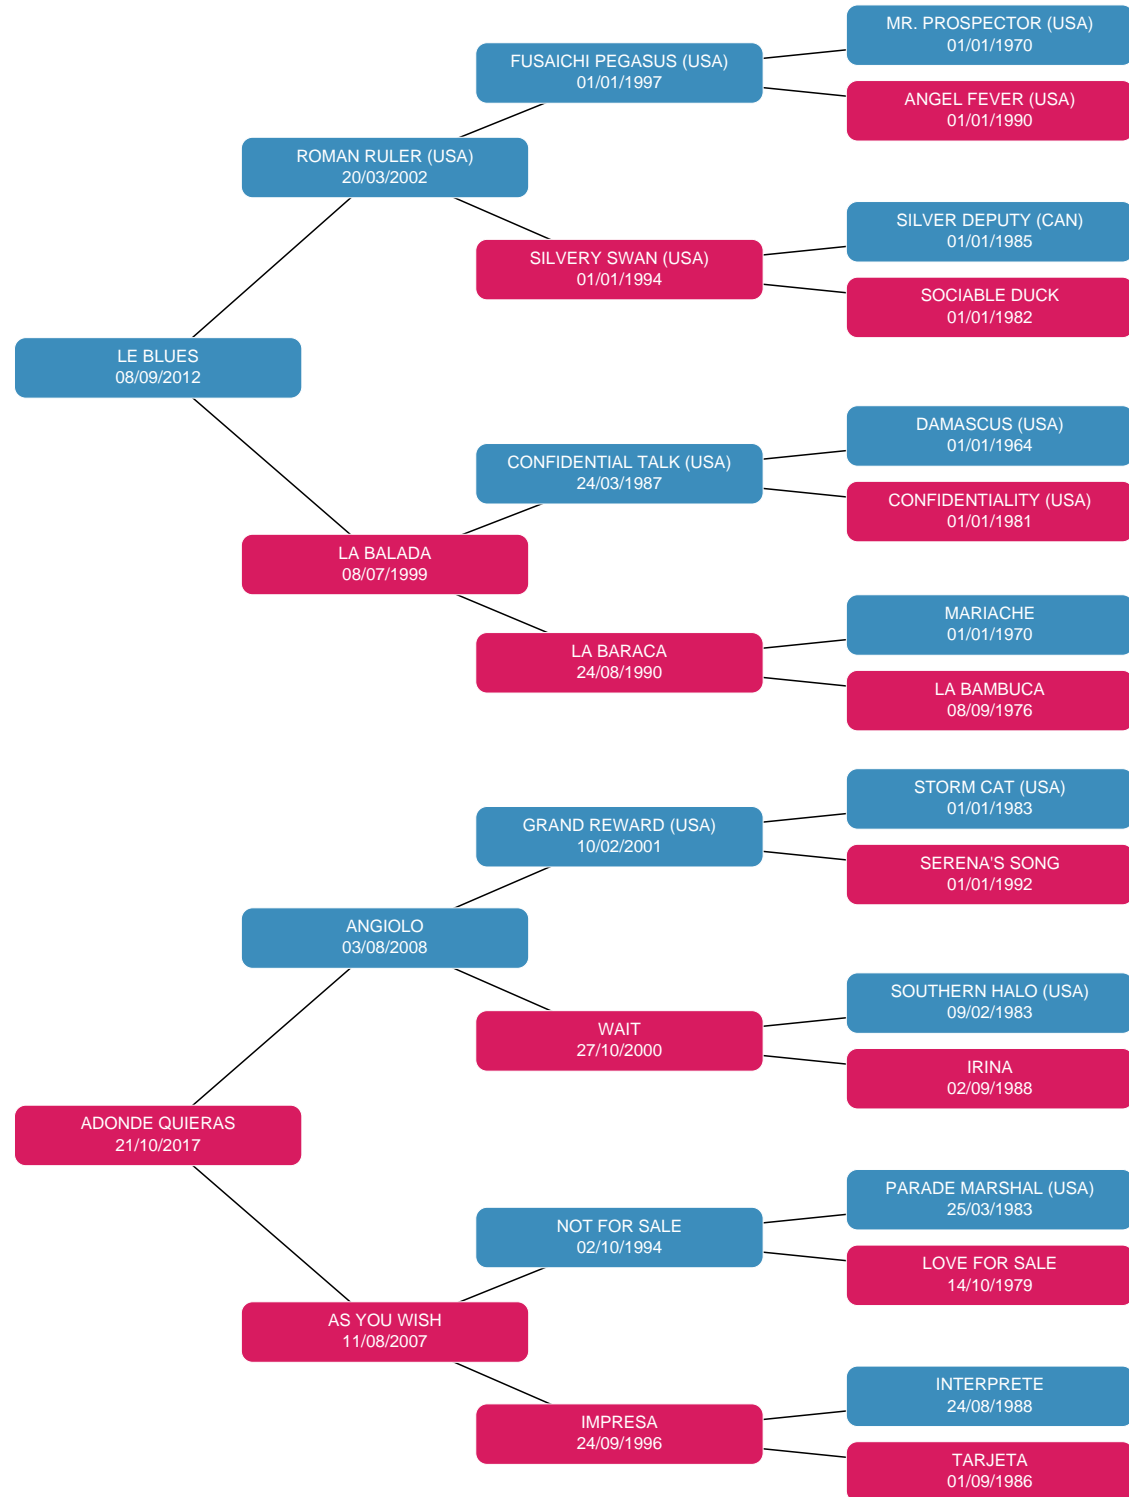 MR. PROSPECTOR (USA)
01/01/1970
FUSAICHI PEGASUS (USA)
01/01/1997
ANGEL FEVER (USA)
01/01/1990
ROMAN RULER (USA)
20/03/2002
SILVER DEPUTY (CAN)
01/01/1985
SILVERY SWAN (USA)
01/01/1994
SOCIABLE DUCK
01/01/1982
LE BLUES
08/09/2012
DAMASCUS (USA)
01/01/1964
CONFIDENTIAL TALK (USA)
24/03/1987
CONFIDENTIALITY (USA)
01/01/1981
LA BALADA
08/07/1999
MARIACHE
01/01/1970
LA BARACA
24/08/1990
LA BAMBUCA
08/09/1976
STORM CAT (USA)
01/01/1983
GRAND REWARD (USA)
10/02/2001
SERENA'S SONG
01/01/1992
ANGIOLO
03/08/2008
SOUTHERN HALO (USA)
09/02/1983
WAIT
27/10/2000
IRINA
02/09/1988
ADONDE QUIERAS
21/10/2017
PARADE MARSHAL (USA)
25/03/1983
NOT FOR SALE
02/10/1994
LOVE FOR SALE
14/10/1979
AS YOU WISH
11/08/2007
INTERPRETE
24/08/1988
IMPRESA
24/09/1996
TARJETA
01/09/1986